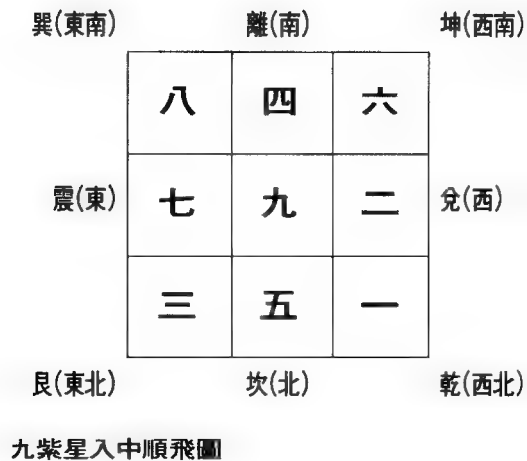 巽(東南) 離(南) 坤(西南)
八 四 六
震(東) 七 九 二 兌(西)
三 五 一
艮(東北) 坎(北) 乾(西北)
九紫星入中順飛圖